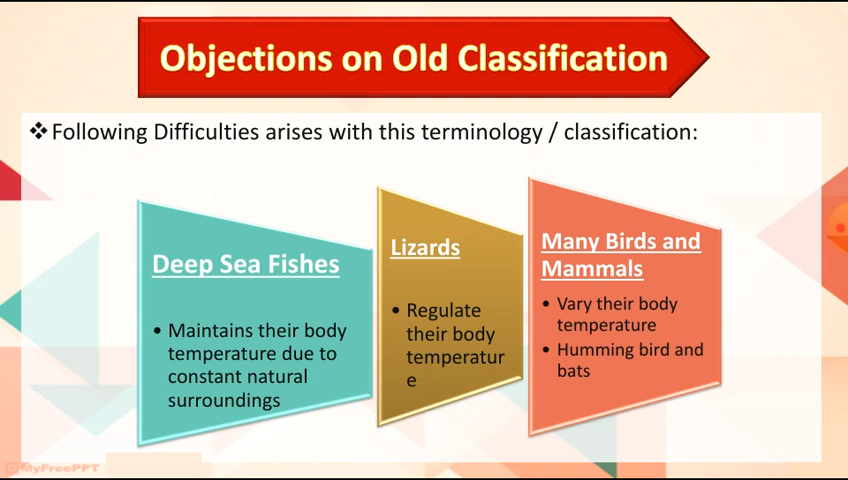 Objections on Old Classification
❖Following Difficulties arises with this terminology / classification:
Deep Sea Fishes
• Maintains their body
temperature due to
constant natural
surroundings
Lizards
• Regulate
their body
temperatur
e
Many Birds and
Mammals
• Vary their body
temperature
• Humming bird and
bats
MyFreePPT